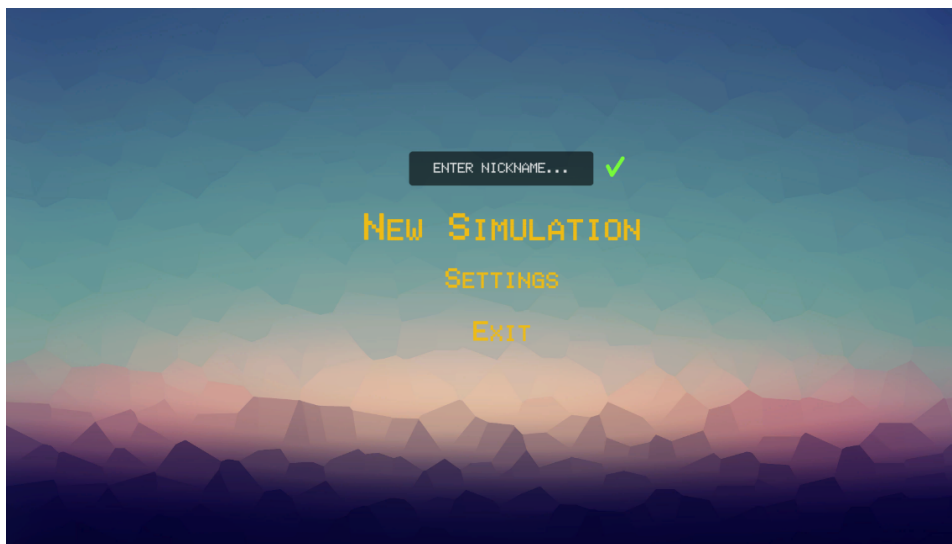 ENTER NICKNAME...
NEW SIMULATION
SETTINGS
EXIT